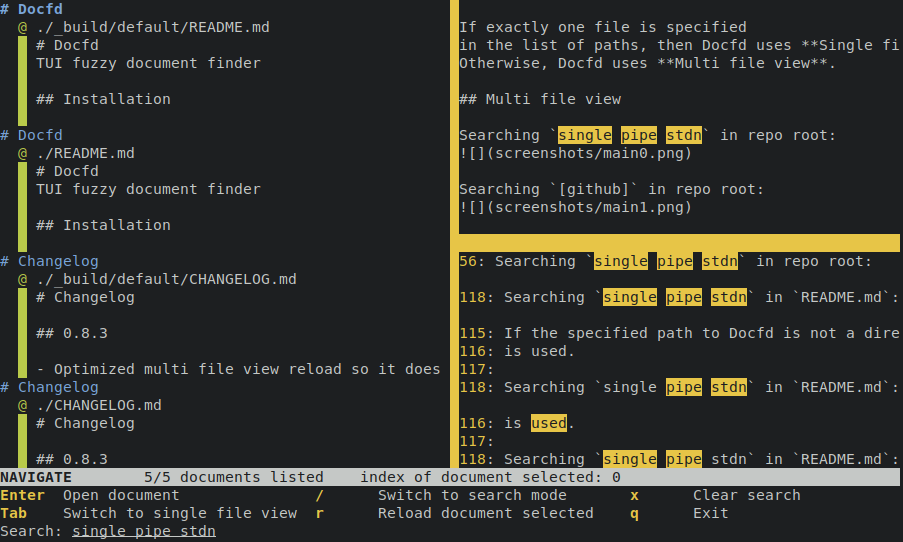 # Docfd
@ ./_build/default/README.md
# Docfd
TUI fuzzy document finder
## Installation
# Docfd
@ ./README.md
# Docfd
TUI fuzzy document finder
## Installation
# Changelog
@ ./_build/default/CHANGELOG.md
# Changelog
## 0.8.3
- Optimized multi file view reload so it does
# Changelog
@ ./CHANGELOG.md
# Changelog
## 0.8.3
If exactly one file is specified
in the list of paths, then Docfd uses **Single fi
Otherwise, Docfd uses **Multi file view**.
## Multi file view
Searching `single pipe stdn` in repo root:
![](screenshots/main0.png)
Searching `[github]` in repo root:
![](screenshots/main1.png)
56: Searching `single pipe stdn` in repo root:
118: Searching `single pipe stdn` in `README.md`:
115: If the specified path to Docfd is not a dire
116: is used.
117:
118: Searching `single pipe stdn` in `README.md`:
116: is used.
117:
118: Searching `single pipe stdn` in `README.md`:
NAVIGATE 5/5 documents listed index of document selected: 0
Enter Open document / Switch to search mode x Clear search
Tab Switch to single file view r Reload document selected q Exit
Search: single pipe stdn